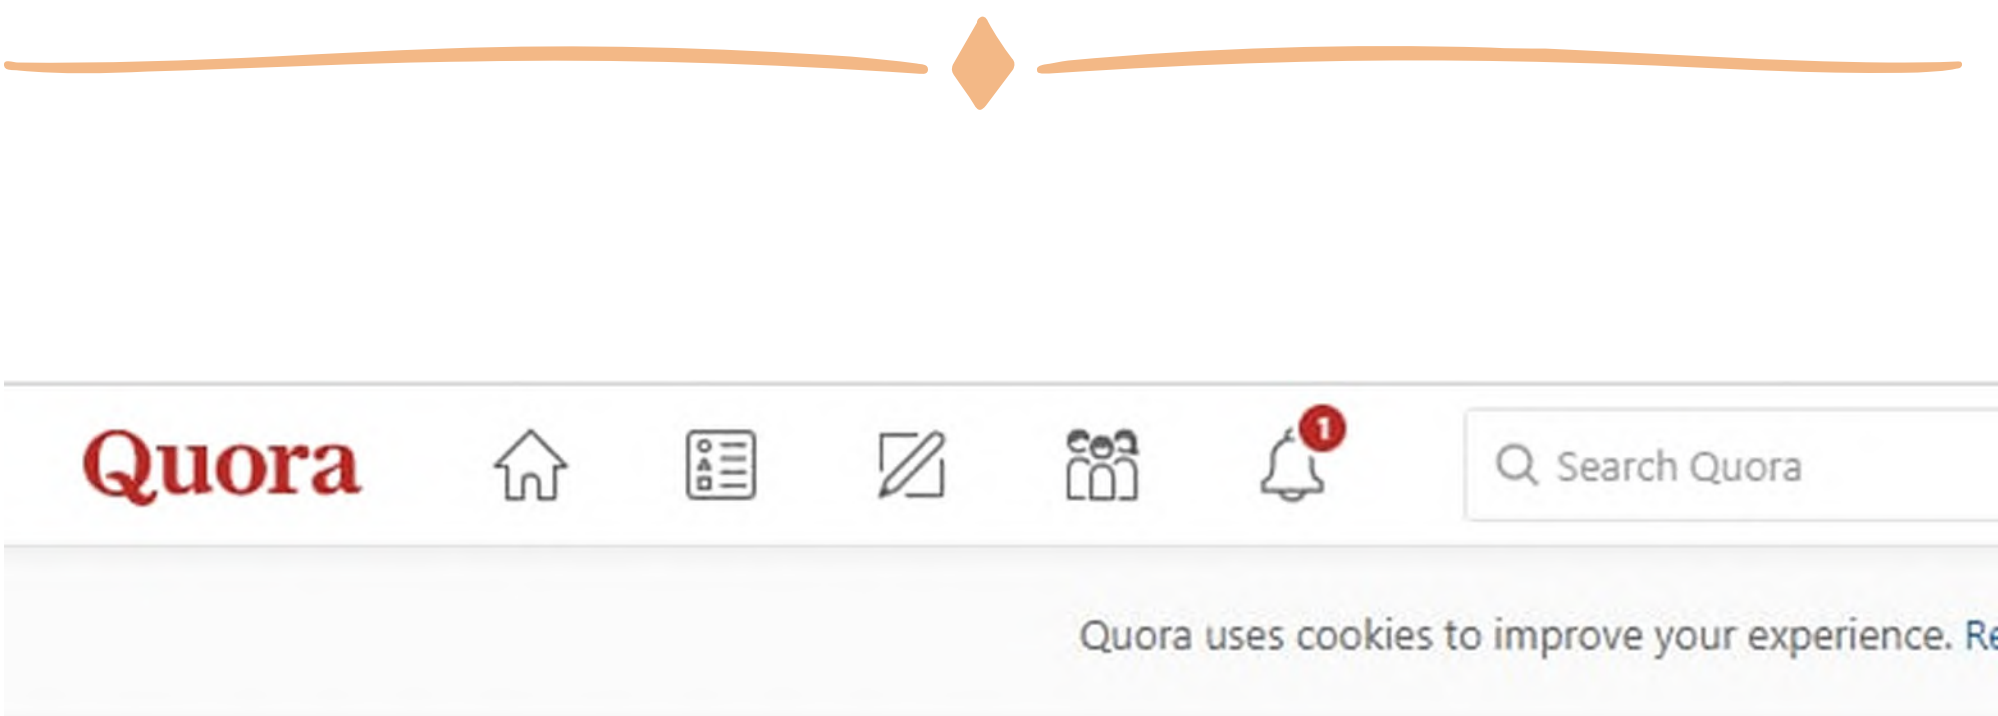 Quora
1
Search Quora
Quora uses cookies to improve your experience.